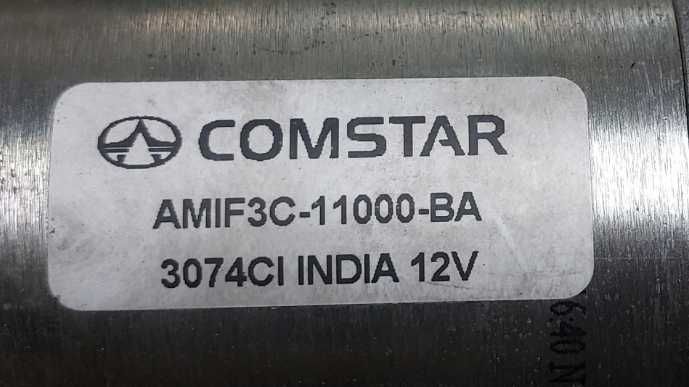 COMSTAR
AMIF3C-11000-BA
3074CI INDIA 12V